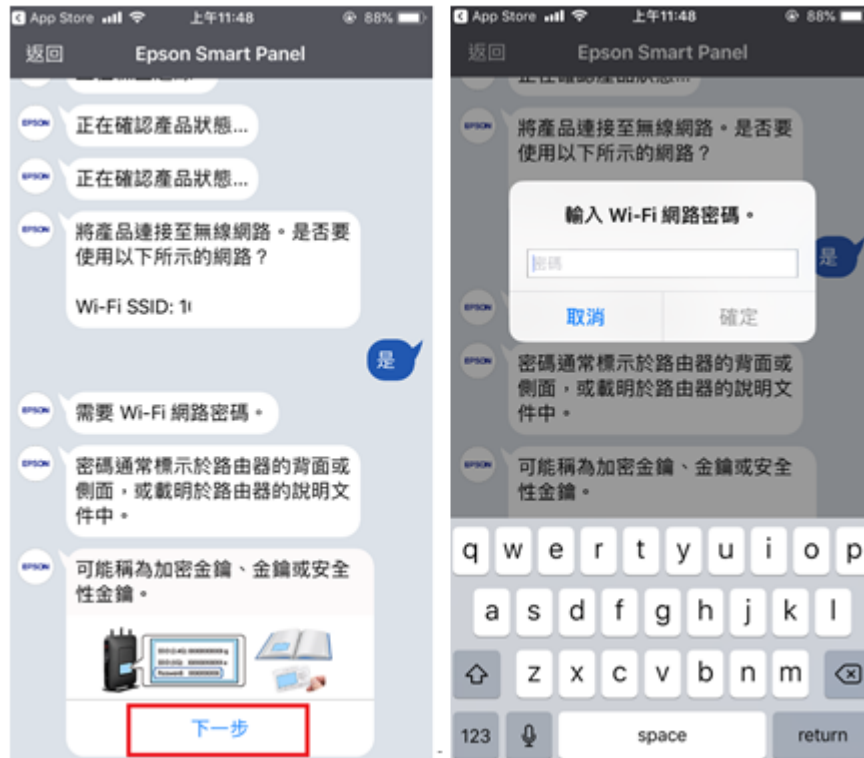 App Store
上午11:48
88%
返回
Epson Smart Panel
正在確認產品狀態...
正在確認產品狀態...
將產品連接至無線網路。是否要
使用以下所示的網路？
Wi-Fi SSID: 1
是
需要 Wi-Fi 網路密碼。
密碼通常標示於路由器的背面或
側面，或載明於路由器的說明文
件中。
可能稱為加密金鑰、金鑰或安全
性金鑰。
下一步
App Store
上午11:48
88%
返回
Epson Smart Panel
將產品連接至無線網路。是否要
使用以下所示的網路？
輸入 Wi-Fi 網路密碼。
密碼
是
取消
確定
密碼通常標示於路由器的背面或
側面，或載明於路由器的說明文
件中。
可能稱為加密金鑰、金鑰或安全
性金鑰。
q w e r t y u i o p
a s d f g h j k l
z x c v b n m
123
space
return